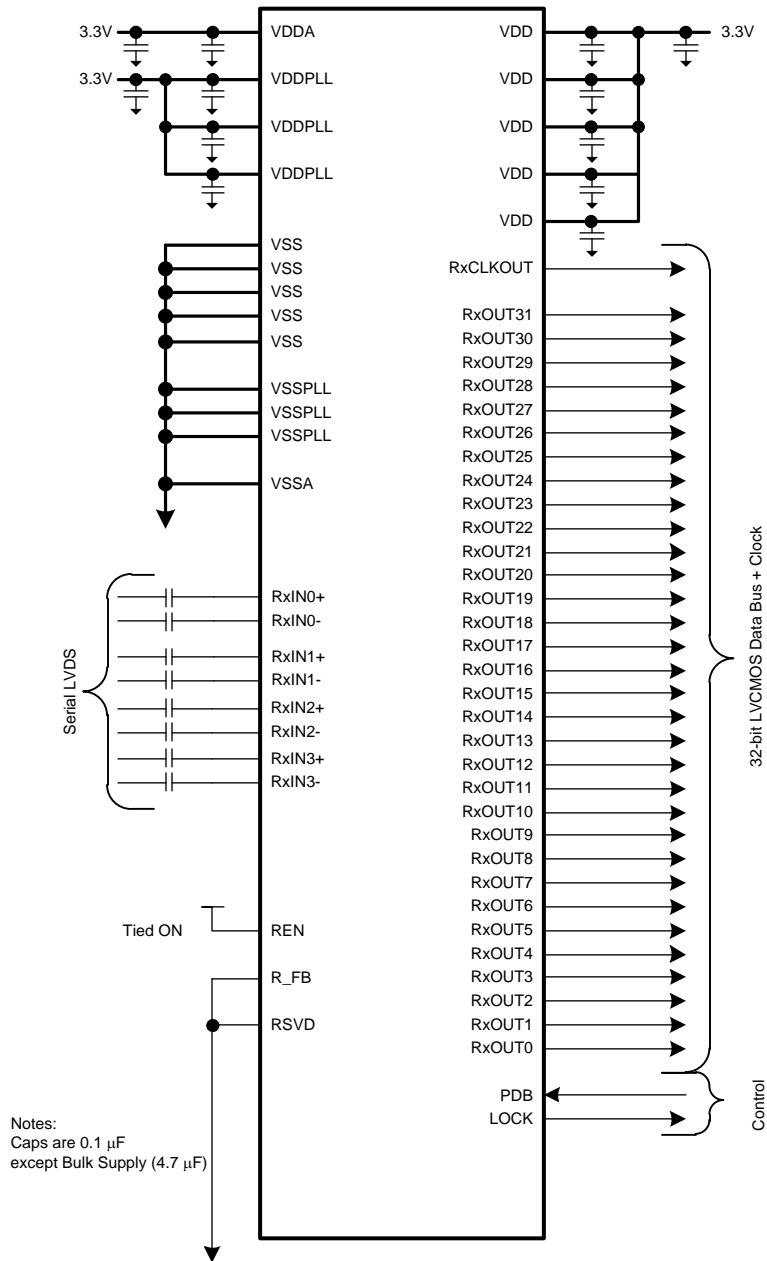 3.3V
VDDA
VDD
3.3V
3.3V
VDDPLL
VDD
VDDPLL
VDD
VDDPLL
VDD
VDD
VSS
VSS
VSS
VSS
VSS
VSSPLL
VSSPLL
VSSPLL
VSSA
Serial LVDS
RxIN0+
RxIN0-
RxIN1+
RxIN1-
RxIN2+
RxIN2-
RxIN3+
RxIN3-
Tied ON
REN
R_FB
RSVD
Notes:
Caps are 0.1 μF
except Bulk Supply (4.7 μF)
RxCLKOUT
RxOUT31
RxOUT30
RxOUT29
RxOUT28
RxOUT27
RxOUT26
RxOUT25
RxOUT24
RxOUT23
RxOUT22
RxOUT21
RxOUT20
RxOUT19
RxOUT18
RxOUT17
RxOUT16
RxOUT15
RxOUT14
RxOUT13
RxOUT12
RxOUT11
RxOUT10
RxOUT9
RxOUT8
RxOUT7
RxOUT6
RxOUT5
RxOUT4
RxOUT3
RxOUT2
RxOUT1
RxOUT0
32-bit LVCMOS Data Bus + Clock
PDB
LOCK
Control